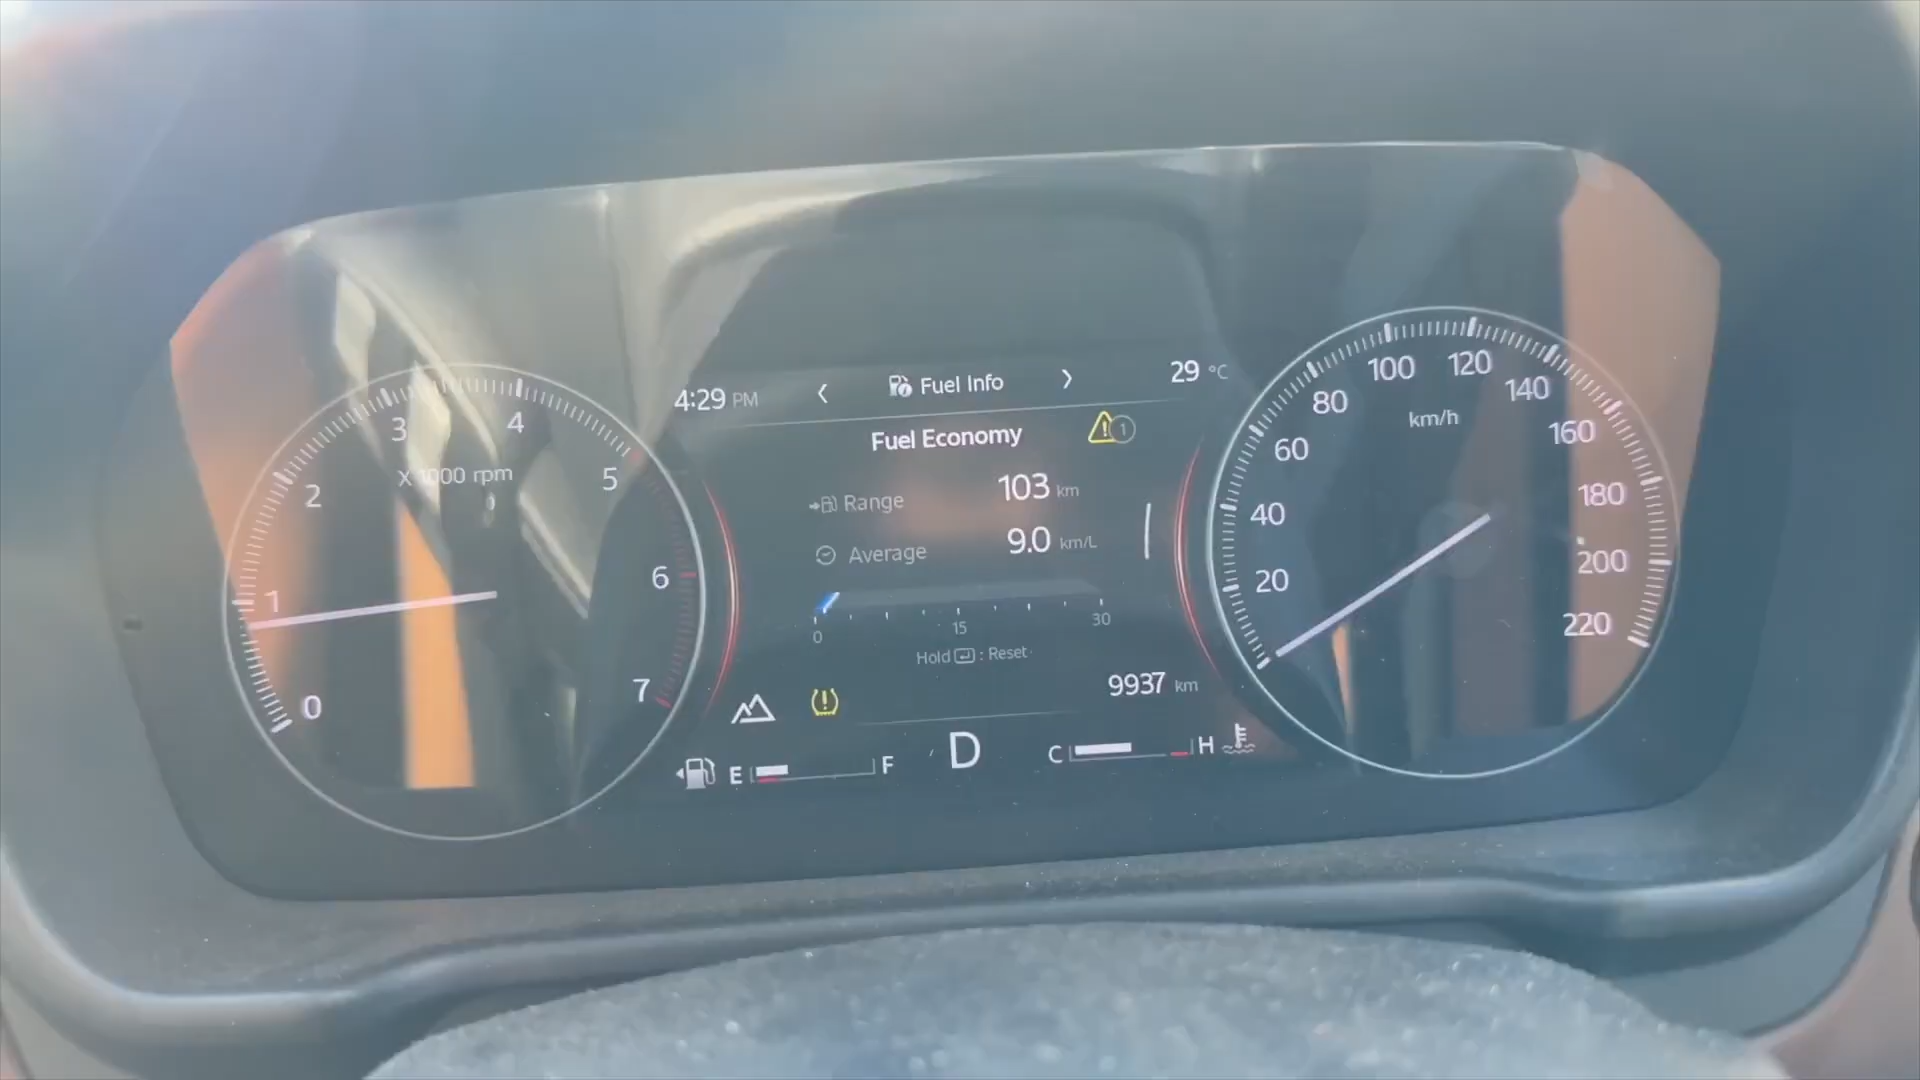 4:29 PM < Fuel Info > 29 °C
Fuel Economy 1
Range 103 km
Average 9.0 km/L
0 15 30
Hold : Reset
9937 km
E F D C H
0 1 2 3 4 5 6 7
X 1000 rpm
20 40 60 80 100 120 140 160 180 200 220
km/h